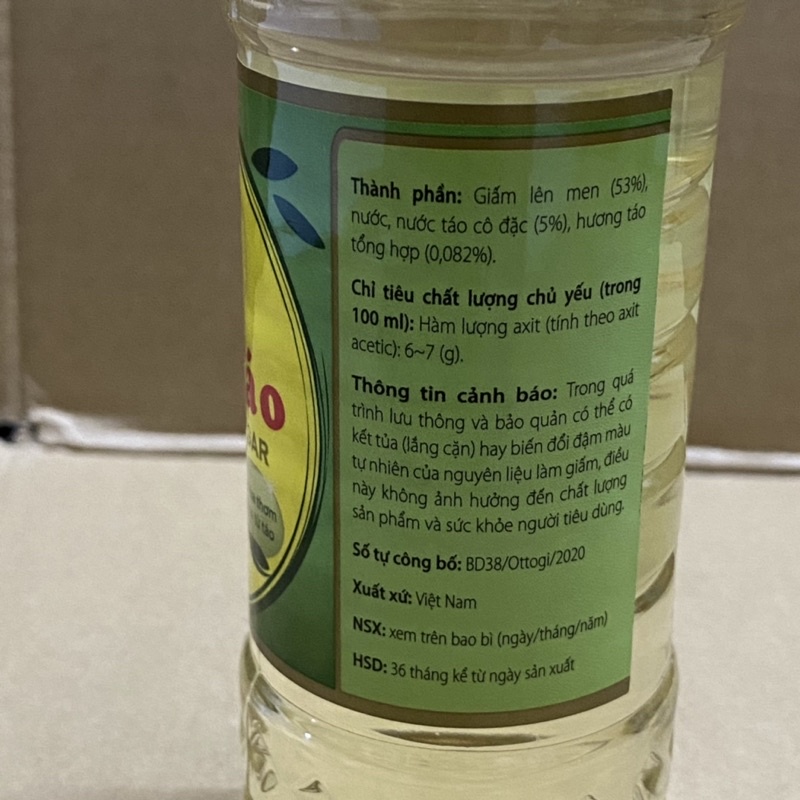 Thành phần: Giấm lên men (53%),
nước, nước táo cô đặc (5%), hương táo
tổng hợp (0,082%).
Chỉ tiêu chất lượng chủ yếu (trong
100 ml): Hàm lượng axit (tính theo axit
acetic): 6~7 (g).
Thông tin cảnh báo: Trong quá
trình lưu thông và bảo quản có thể có
kết tủa (lắng cặn) hay biến đổi đậm màu
tự nhiên của nguyên liệu làm giấm, điều
này không ảnh hưởng đến chất lượng
sản phẩm và sức khỏe người tiêu dùng.
Số tự công bố: BD38/Ottogi/2020
Xuất xứ: Việt Nam
NSX: xem trên bao bì (ngày/tháng/năm)
HSD: 36 tháng kể từ ngày sản xuất